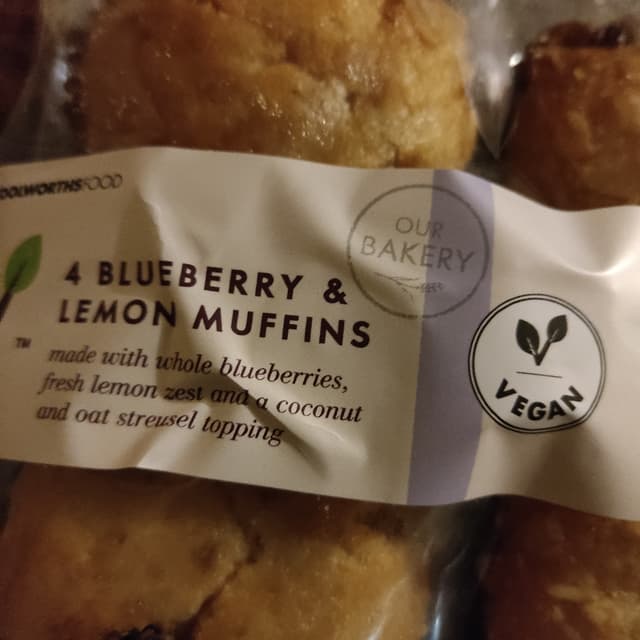 OOLWORTHSFOOD
OUR
BAKERY
4 BLUEBERRY &
LEMON MUFFINS
TM
made with whole blueberries,
fresh lemon zest and a coconut
and oat streusel topping
VEGAN